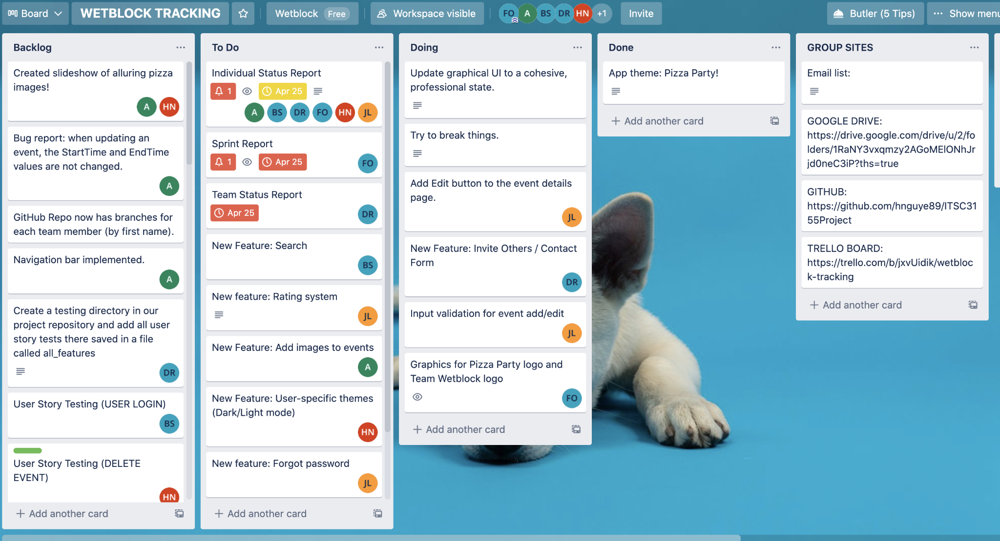 Board
WETBLOCK TRACKING
Wetblock Free
Workspace visible
FO A BS DR HN +1
Invite
Butler (5 Tips)
Show menu
Backlog
Created slideshow of alluring pizza
images!
A HN
Bug report: when updating an
event, the StartTime and EndTime
values are not changed.
A
GitHub Repo now has branches for
each team member (by first name).
Navigation bar implemented.
A
Create a testing directory in our
project repository and add all user
story tests there saved in a file
called all_features
DR
User Story Testing (USER LOGIN)
BS
User Story Testing (DELETE
EVENT)
HN
+ Add another card
To Do
Individual Status Report
1 Apr 25
A BS DR FO HN JL
Sprint Report
1 Apr 25
FO
Team Status Report
Apr 25
DR
New Feature: Search
BS
New feature: Rating system
JL
New Feature: Add images to events
A
New Feature: User-specific themes
(Dark/Light mode)
HN
New feature: Forgot password
JL
+ Add another card
Doing
Update graphical UI to a cohesive,
professional state.
Try to break things.
Add Edit button to the event details
page.
JL
New Feature: Invite Others / Contact
Form
DR
Input validation for event add/edit
JL
Graphics for Pizza Party logo and
Team Wetblock logo
FO
+ Add another card
Done
App theme: Pizza Party!
+ Add another card
GROUP SITES
Email list:
GOOGLE DRIVE:
https://drive.google.com/drive/u/2/fo
lders/1RaNY3vxqmzy2AGoMElONhJr
jd0neC3iP?ths=true
GITHUB:
https://github.com/hnguye89/ITSC31
55Project
TRELLO BOARD:
https://trello.com/b/jxvUidik/wetbloc
k-tracking
+ Add another card